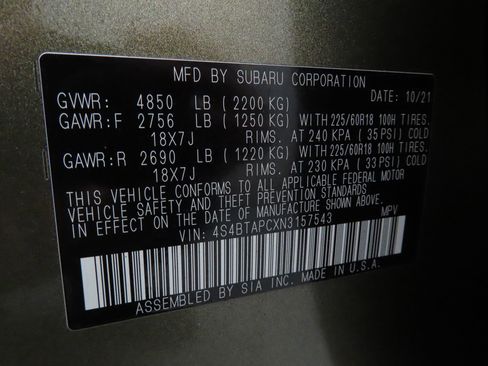 MFD BY SUBARU CORPORATION
GVWR: 4850 LB (2200 KG) DATE: 10/21
GAWR:F 2756 LB (1250 KG) WITH 225/60R18 100H TIRES.
18X7J RIMS. AT 240 KPA (35 PSI) COLD
GAWR:R 2690 LB (1220 KG) WITH 225/60R18 100H TIRES.
18X7J RIMS. AT 230 KPA (33 PSI) COLD
THIS VEHICLE CONFORMS TO ALL APPLICABLE FEDERAL MOTOR
VEHICLE SAFETY AND THEFT PREVENTION STANDARDS
IN EFFECT ON THE DATE OF MANUFACTURE SHOWN ABOVE.
VIN: 4S4BTAPCXN3157543 MPV
ASSEMBLED BY SIA INC. MADE IN U.S.A.